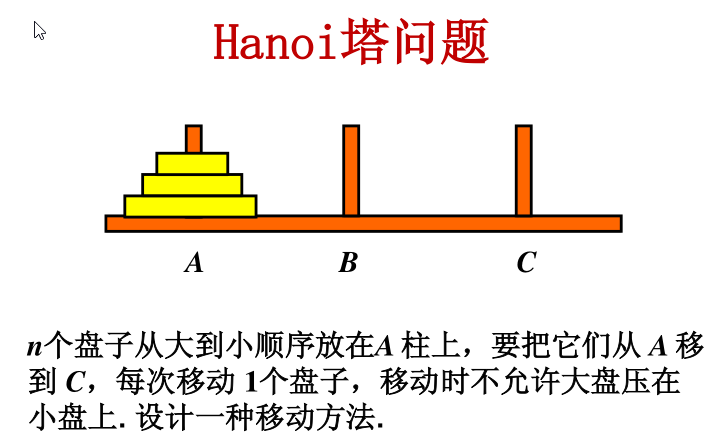 Hanoi塔问题
A B C
n个盘子从大到小顺序放在A 柱上，要把它们从 A 移
到 C，每次移动 1个盘子，移动时不允许大盘压在
小盘上. 设计一种移动方法.